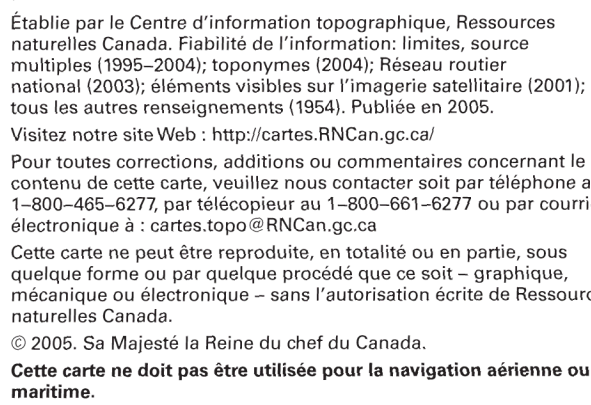 Établie par le Centre d'information topographique, Ressources
naturelles Canada. Fiabilité de l'information: limites, source
multiples (1995–2004); toponymes (2004); Réseau routier
national (2003); éléments visibles sur l'imagerie satellitaire (2001);
tous les autres renseignements (1954). Publiée en 2005.
Visitez notre site Web : http://cartes.RNCan.gc.ca/
Pour toutes corrections, additions ou commentaires concernant le
contenu de cette carte, veuillez nous contacter soit par téléphone a
1–800–465–6277, par télécopieur au 1–800–661–6277 ou par courri
électronique à : cartes.topo@RNCan.gc.ca
Cette carte ne peut être reproduite, en totalité ou en partie, sous
quelque forme ou par quelque procédé que ce soit – graphique,
mécanique ou électronique – sans l'autorisation écrite de Ressourc
naturelles Canada.
© 2005. Sa Majesté la Reine du chef du Canada.
Cette carte ne doit pas être utilisée pour la navigation aérienne ou
maritime.